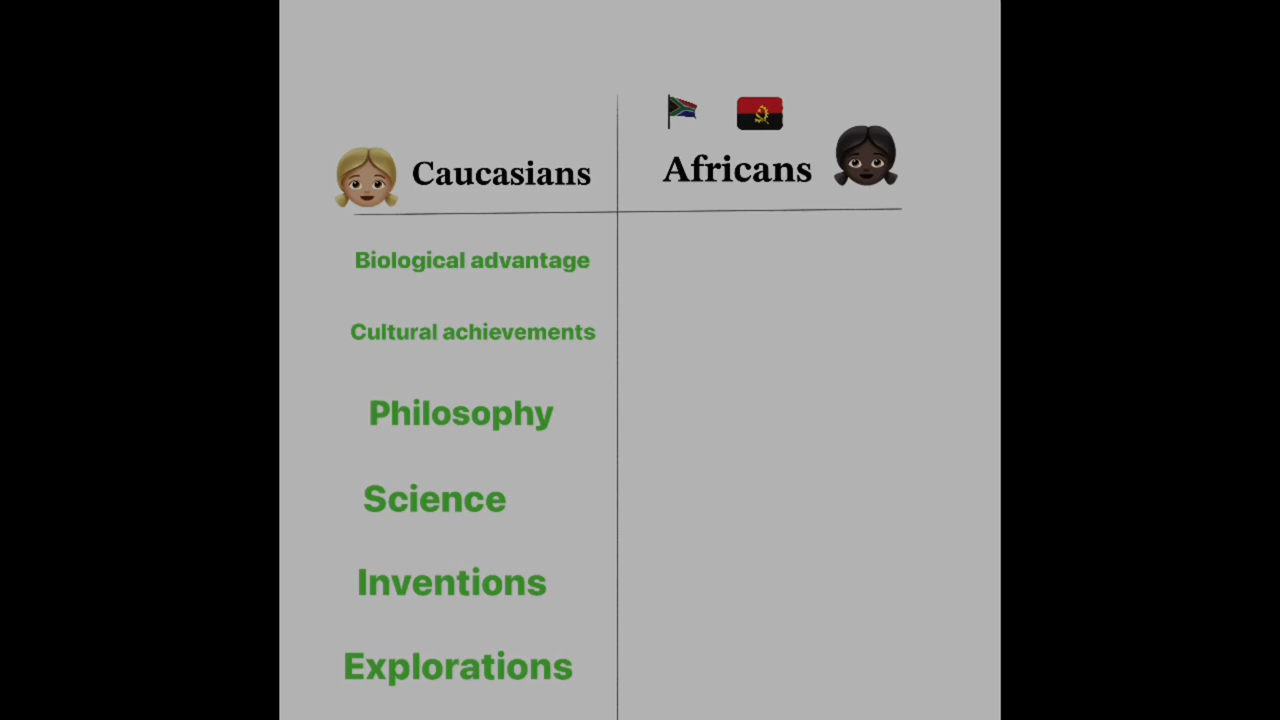 Caucasians
Africans
Biological advantage
Cultural achievements
Philosophy
Science
Inventions
Explorations